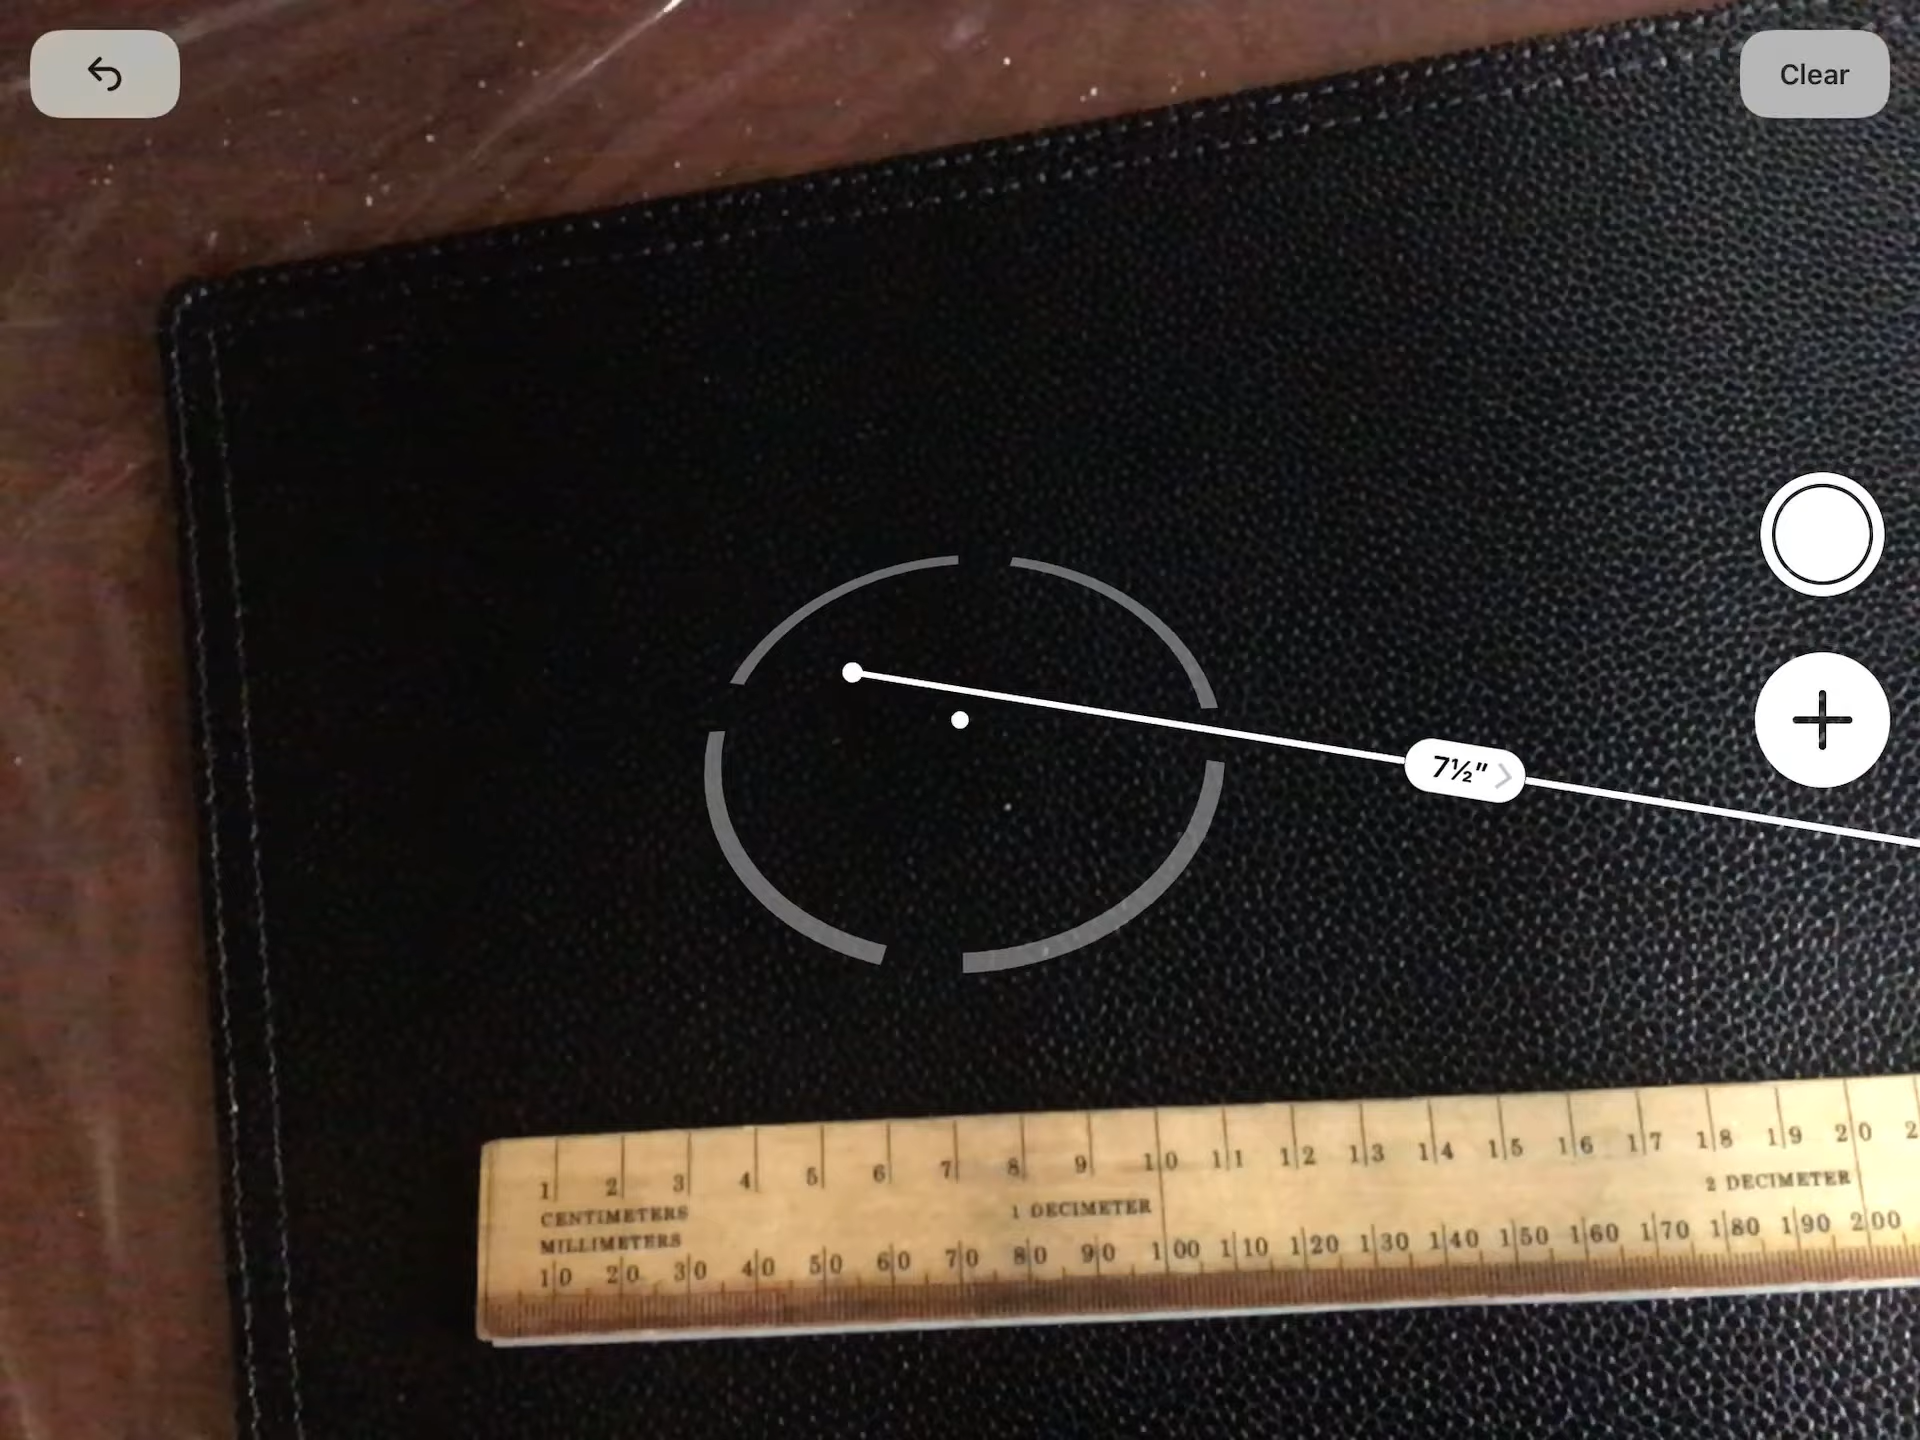 Clear
7½"
1 2 3 4 5 6 7 8 9 10 11 12 13 14 15 16 17 18 19 20 2
CENTIMETERS 1 DECIMETER 2 DECIMETER
MILLIMETERS
10 20 30 40 50 60 70 80 90 100 110 120 130 140 150 160 170 180 190 200